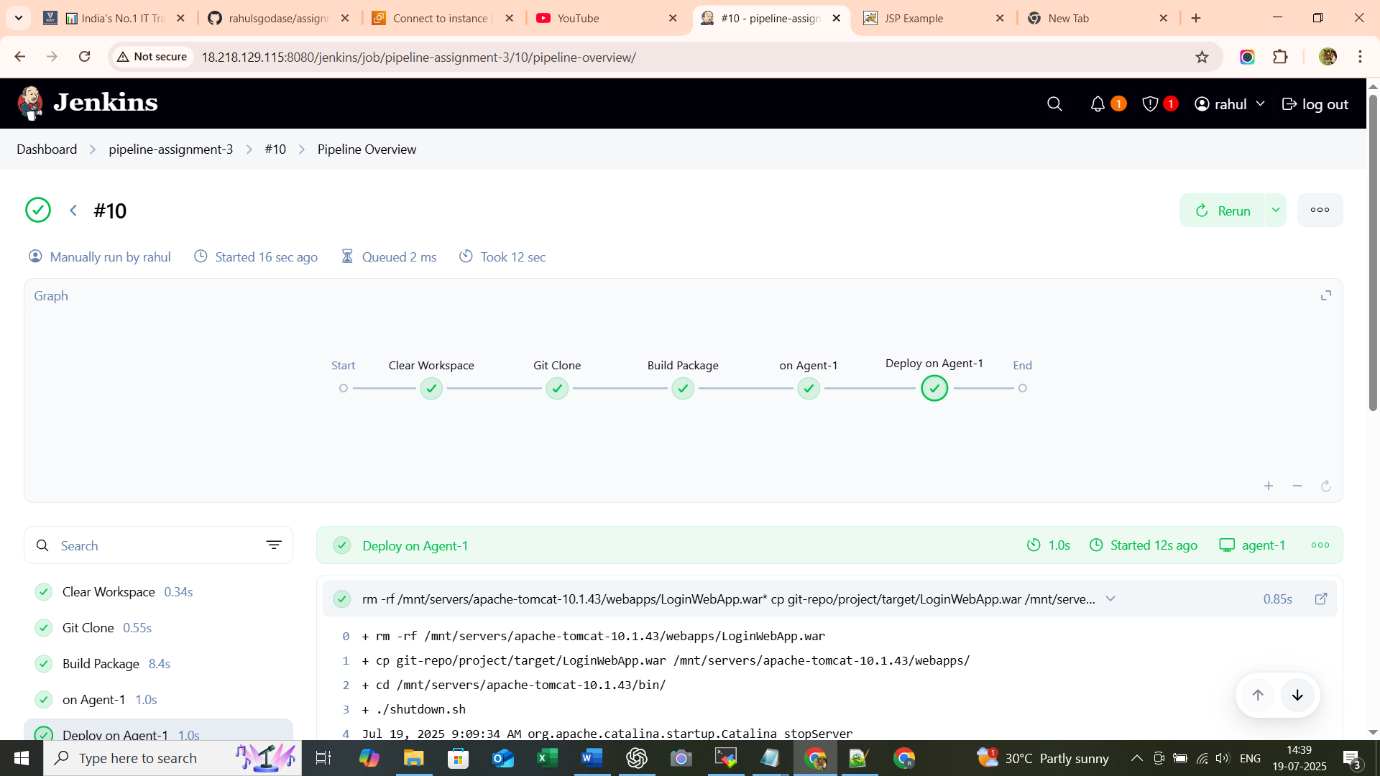 India's No.1 IT Tra
rahulsgodase/assignm
Connect to instance
YouTube
#10 - pipeline-assign
JSP Example
New Tab
Not secure
18.218.129.115:8080/jenkins/job/pipeline-assignment-3/10/pipeline-overview/
Jenkins
1
1
rahul
log out
Dashboard
pipeline-assignment-3
#10
Pipeline Overview
#10
Rerun
Manually run by rahul
Started 16 sec ago
Queued 2 ms
Took 12 sec
Graph
Start
Clear Workspace
Git Clone
Build Package
on Agent-1
Deploy on Agent-1
End
Search
Deploy on Agent-1
1.0s
Started 12s ago
agent-1
Clear Workspace 0.34s
Git Clone 0.55s
Build Package 8.4s
on Agent-1 1.0s
Deploy on Agent-1 1.0s
rm -rf /mnt/servers/apache-tomcat-10.1.43/webapps/LoginWebApp.war* cp git-repo/project/target/LoginWebApp.war /mnt/serve...
0.85s
0 + rm -rf /mnt/servers/apache-tomcat-10.1.43/webapps/LoginWebApp.war
1 + cp git-repo/project/target/LoginWebApp.war /mnt/servers/apache-tomcat-10.1.43/webapps/
2 + cd /mnt/servers/apache-tomcat-10.1.43/bin/
3 + ./shutdown.sh
4 Jul 19, 2025 9:09:34 AM org.apache.catalina.startup.Catalina stopServer
Type here to search
1
30°C Partly sunny
ENG
14:39
19-07-2025
3